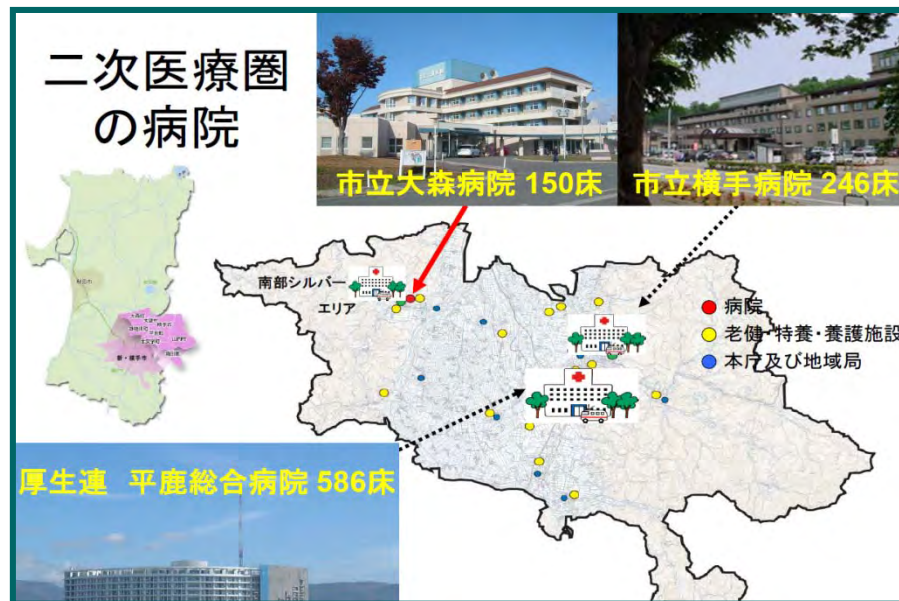 二次医療圏
の病院
市立大森病院 150床
市立横手病院 246床
南部シルバー
エリア
病院
老健・特養・養護施設
本庁及び地域局
厚生連 平鹿総合病院 586床